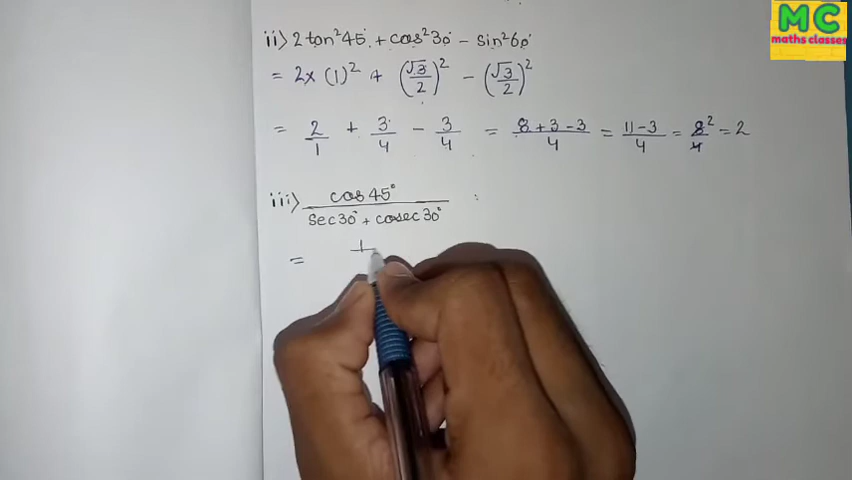 MC
maths classes
ii> 2 tan²45° + cos²30° - sin²60°
= 2x (1)² + (√3/2)² - (√3/2)²
= 2/1 + 3/4 - 3/4 = 8+3-3/4 = 11-3/4 = 8²/4 = 2
iii> cos 45°/sec 30° + cosec 30° :
= 1